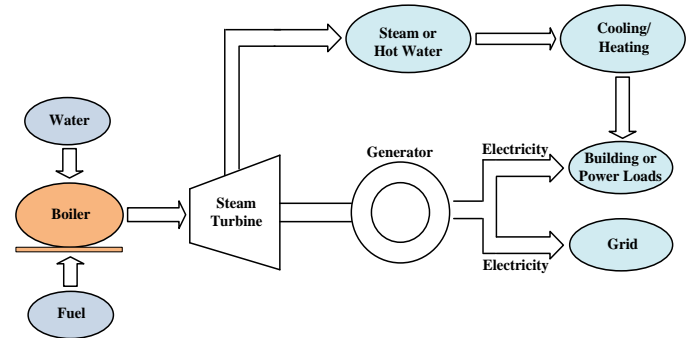 Steam or
Hot Water
Cooling/
Heating
Water
Generator
Electricity
Building or
Power Loads
Boiler
Steam
Turbine
Grid
Electricity
Fuel